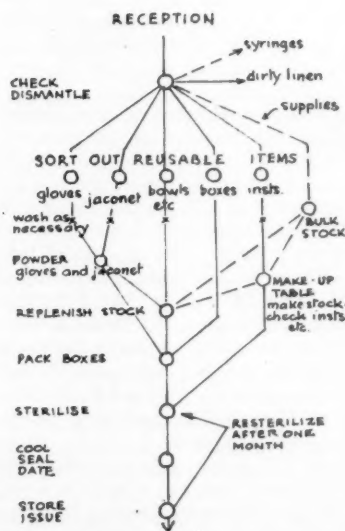 RECEPTION
syringes
CHECK
DISMANTLE
dirty linen
supplies
SORT OUT REUSABLE ITEMS
gloves
jaconet
bowls
etc
boxes
insts.
wash as
necessary
BULK
STOCK
POWDER
gloves and jaconet
MAKE-UP
TABLE
make stock
check insts
etc.
REPLENISH STOCK
PACK BOXES
STERILISE
RESTERILIZE
AFTER ONE
MONTH
COOL
SEAL
DATE
STORE
ISSUE